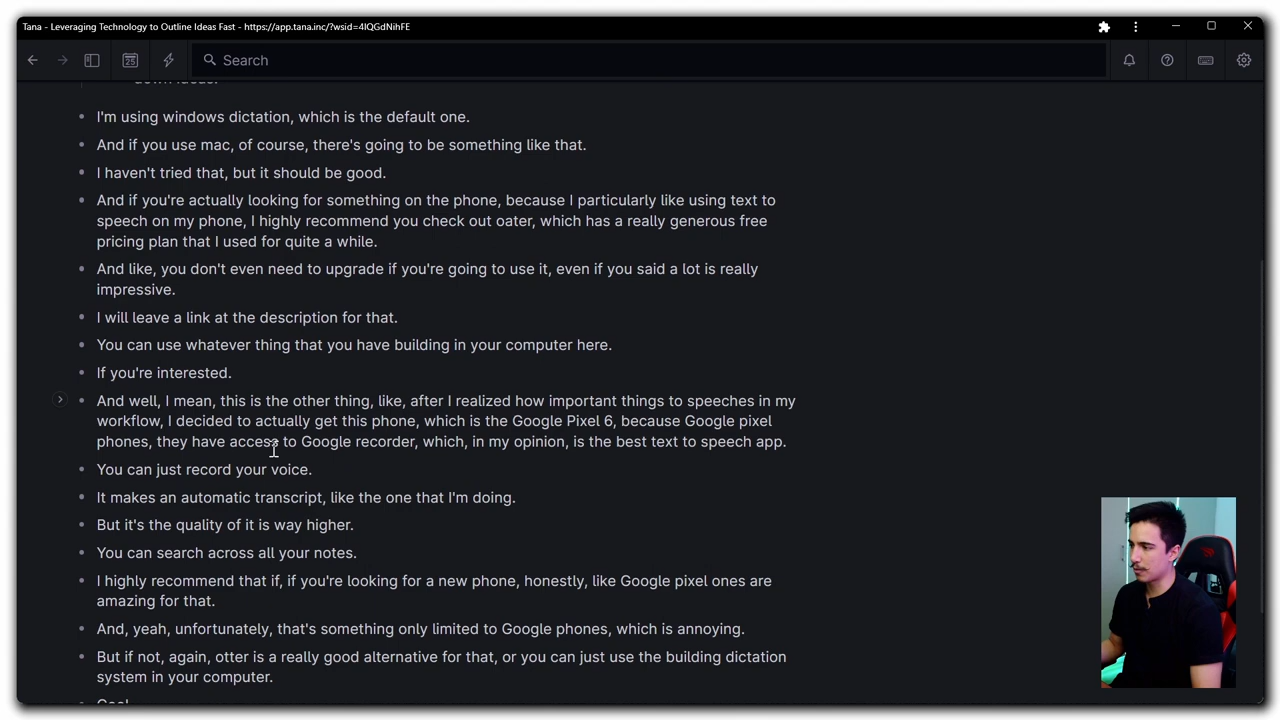 Tana - Leveraging Technology to Outline Ideas Fast - https://app.tana.inc/?wsid=4IQGdNihFE
25
Search
down ideas.
I'm using windows dictation, which is the default one.
And if you use mac, of course, there's going to be something like that.
I haven't tried that, but it should be good.
And if you're actually looking for something on the phone, because I particularly like using text to
speech on my phone, I highly recommend you check out oater, which has a really generous free
pricing plan that I used for quite a while.
And like, you don't even need to upgrade if you're going to use it, even if you said a lot is really
impressive.
I will leave a link at the description for that.
You can use whatever thing that you have building in your computer here.
If you're interested.
And well, I mean, this is the other thing, like, after I realized how important things to speeches in my
workflow, I decided to actually get this phone, which is the Google Pixel 6, because Google pixel
phones, they have access to Google recorder, which, in my opinion, is the best text to speech app.
You can just record your voice.
It makes an automatic transcript, like the one that I'm doing.
But it's the quality of it is way higher.
You can search across all your notes.
I highly recommend that if, if you're looking for a new phone, honestly, like Google pixel ones are
amazing for that.
And, yeah, unfortunately, that's something only limited to Google phones, which is annoying.
But if not, again, otter is a really good alternative for that, or you can just use the building dictation
system in your computer.